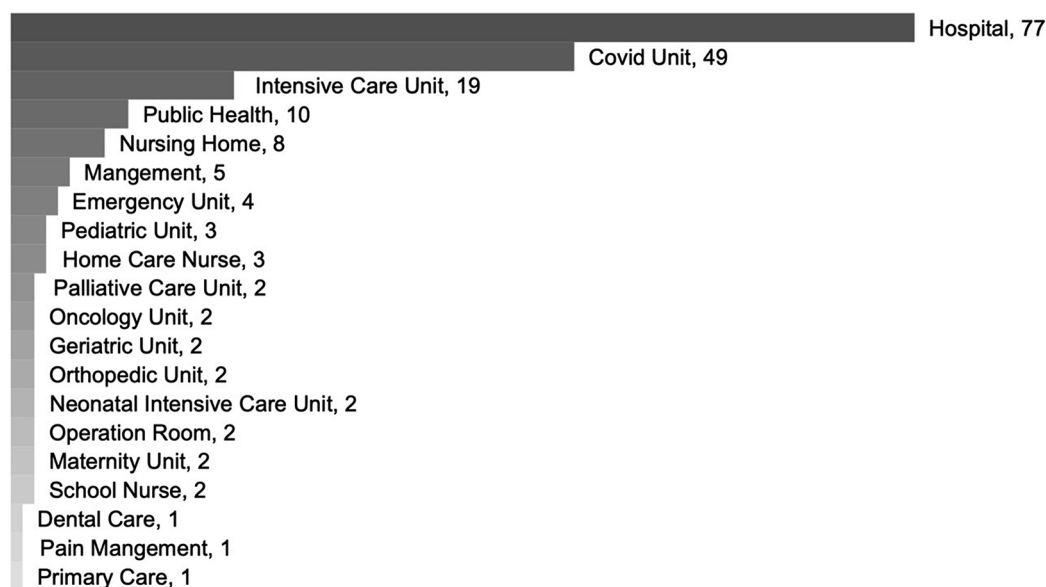 Hospital, 77
Covid Unit, 49
Intensive Care Unit, 19
Public Health, 10
Nursing Home, 8
Mangement, 5
Emergency Unit, 4
Pediatric Unit, 3
Home Care Nurse, 3
Palliative Care Unit, 2
Oncology Unit, 2
Geriatric Unit, 2
Orthopedic Unit, 2
Neonatal Intensive Care Unit, 2
Operation Room, 2
Maternity Unit, 2
School Nurse, 2
Dental Care, 1
Pain Mangement, 1
Primary Care, 1